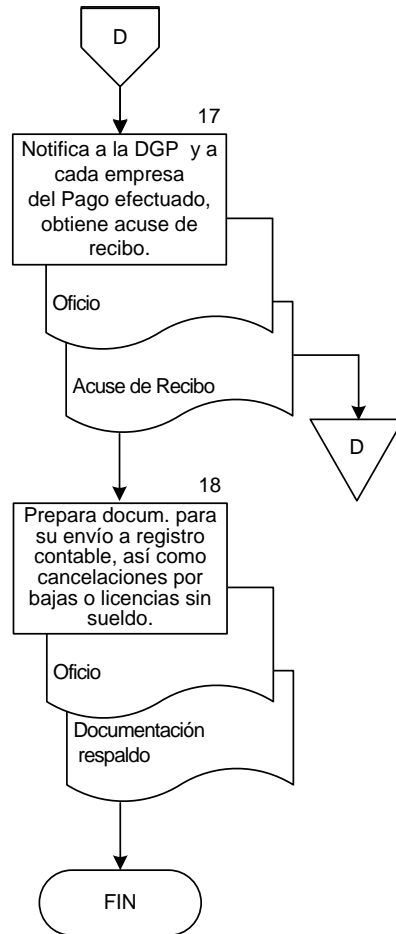 D
17
Notifica a la DGP y a
cada empresa
del Pago efectuado,
obtiene acuse de
recibo.
Oficio
Acuse de Recibo
D
18
Prepara docum. para
su envío a registro
contable, así como
cancelaciones por
bajas o licencias sin
sueldo.
Oficio
Documentación
respaldo
FIN